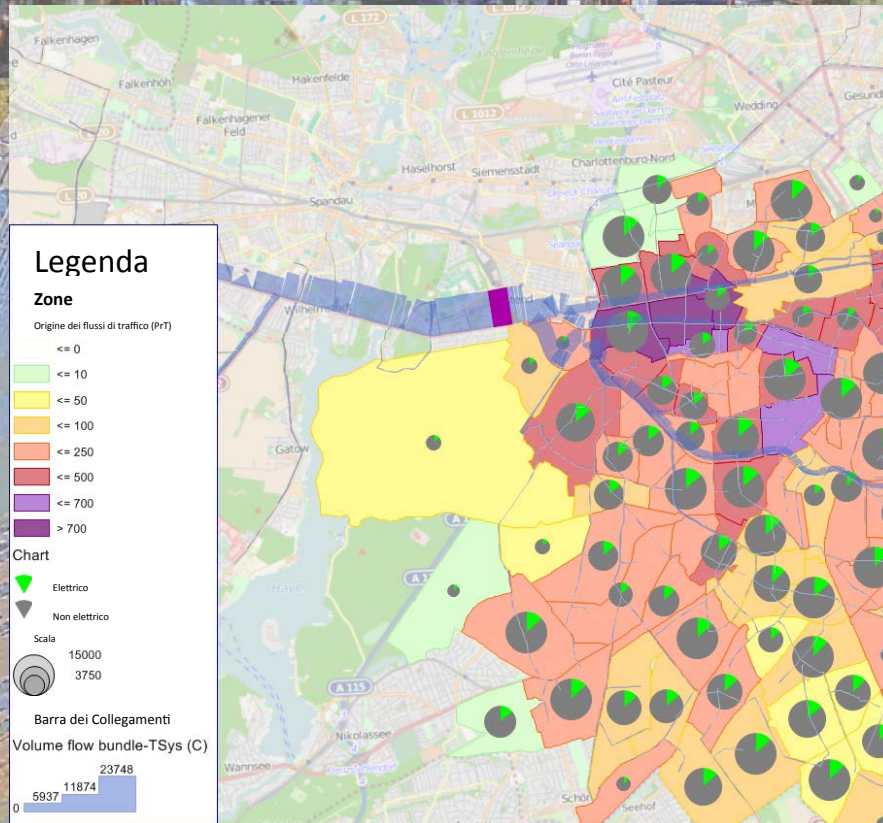 L 172
L 1012
Falkenhagen
Falkenhöh
Hakenfelde
Cité Pasteur
Wedding
Falkenhagener
Feld
L 1012
Haselhorst
Siemensstadt
Charlottenburg-Nord
L 20
Spandau
Gatow
Havel
A 115
Nikolassee
Wannsee
Seehof
Legenda
Zone
Origine dei flussi di traffico (PrT)
<= 0
<= 10
<= 50
<= 100
<= 250
<= 500
<= 700
> 700
Chart
Elettrico
Non elettrico
Scala
15000
3750
Barra dei Collegamenti
Volume flow bundle-TSys (C)
23748
11874
5937
0